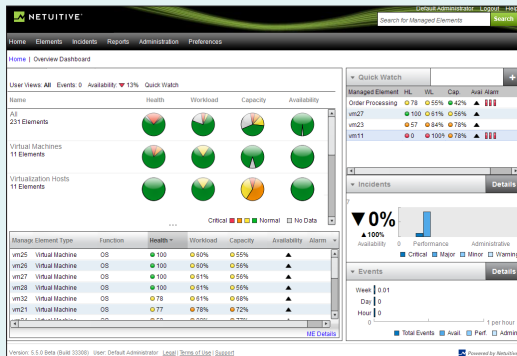 NETUITIVE
Default Administrator Logout Help
Search for Managed Elements Search
Home Elements Incidents Reports Administration Preferences
Home | Overview Dashboard
User Views: All Events: 0 Availability: ▼ 13% Quick Watch
Name Health Workload Capacity Availability
All
231 Elements
Virtual Machines
11 Elements
Virtualization Hosts
11 Elements
Critical Normal No Data
Manage Element Type Function Health Workload Capacity Availability Alarm
vm25 Virtual Machine OS 100 60% 55% ▲
vm26 Virtual Machine OS 100 60% 56% ▲
vm27 Virtual Machine OS 100 61% 56% ▲
vm28 Virtual Machine OS 100 61% 56% ▲
vm32 Virtual Machine OS 78 61% 68% ▲
vm21 Virtual Machine OS 77 78% 72% ▲
ME Details
Quick Watch +
Managed Element HL WL Cap. Avai Alarm
Order Processing 78 55% 42% ▲
vm27 100 61% 56% ▲
vm23 57 84% 78% ▲
vm11 0 100% 78% ▲
Incidents Details
▼0%
▲100%
Availability 0 Performance Administrative
Critical Major Minor Warning
Events Details
Week 0.01
Day 0
Hour 0
0 1 per hour
Total Events Avail. Perf. Admin
Version: 5.5.0 Beta (Build 33308) User: Default Administrator Legal | Terms of Use | Support
Powered by Netuitive